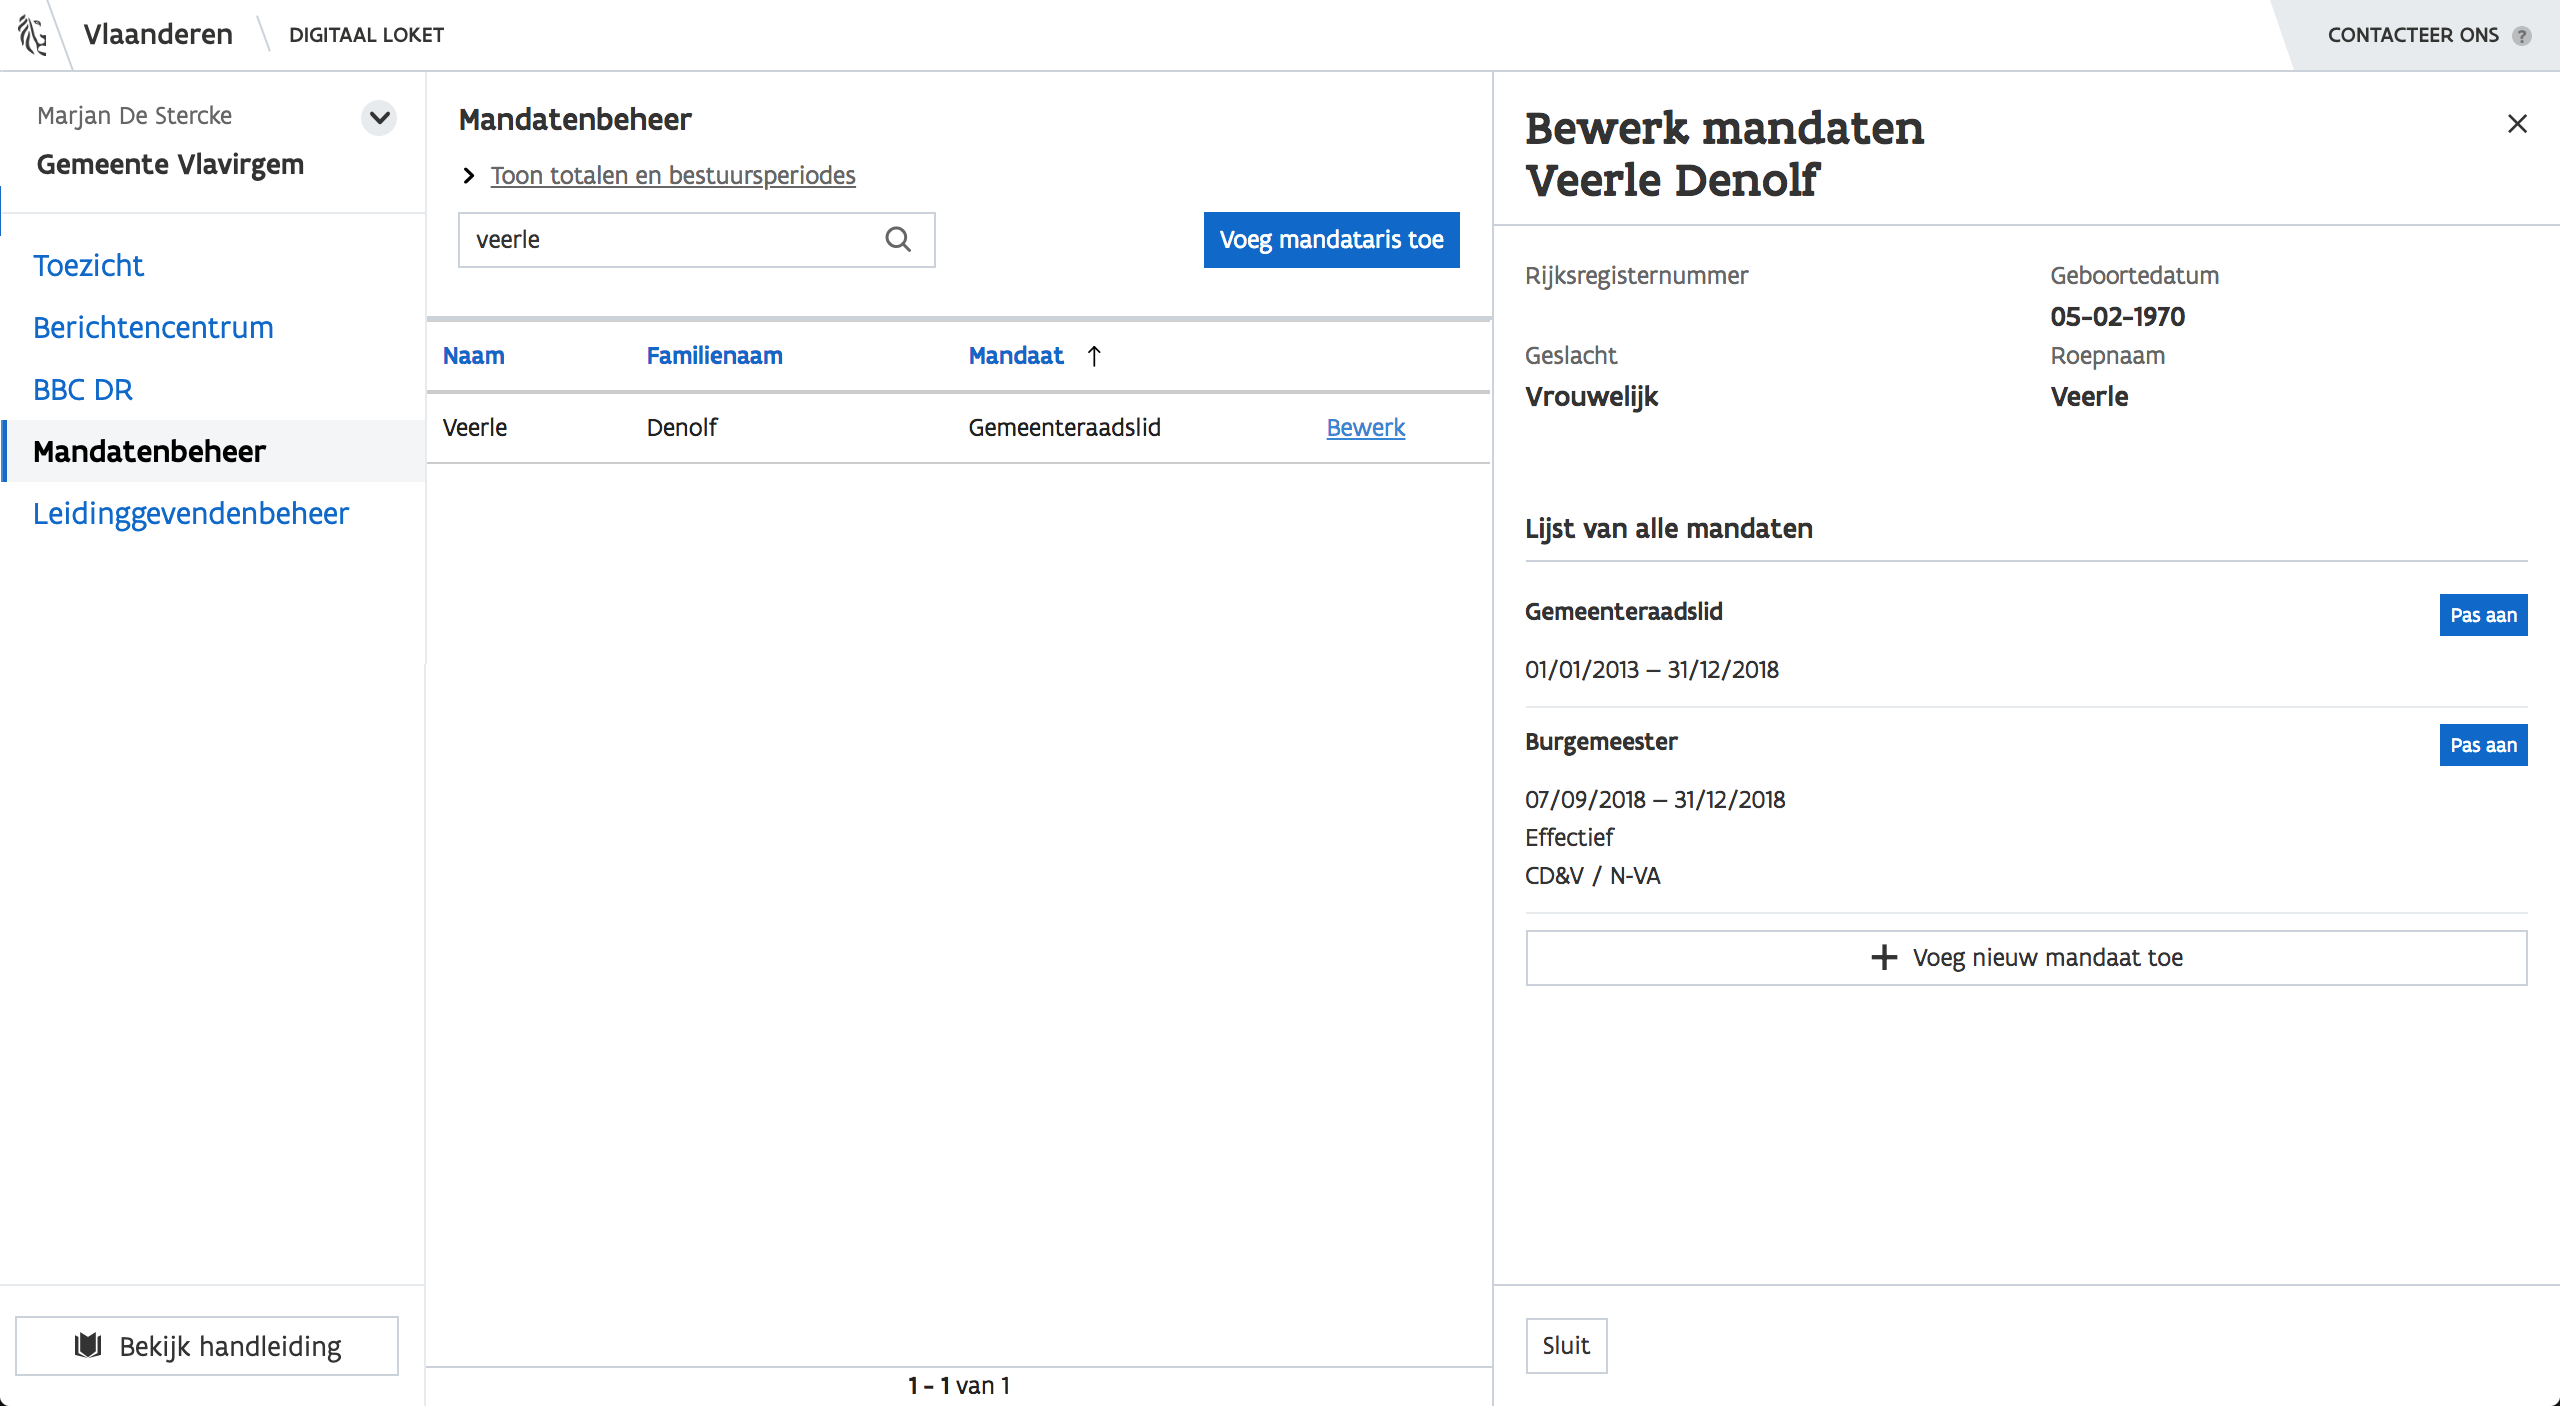 Vlaanderen
DIGITAAL LOKET
CONTACTEER ONS ?
Marjan De Stercke
Gemeente Vlavirgem
Toezicht
Berichtencentrum
BBC DR
Mandatenbeheer
Leidinggevendenbeheer
Bekijk handleiding
Mandatenbeheer
Toon totalen en bestuursperiodes
veerle
Voeg mandataris toe
Naam Familienaam Mandaat ↑
Veerle Denolf Gemeenteraadslid Bewerk
1 - 1 van 1
Bewerk mandaten
Veerle Denolf
Rijksregisternummer
Geboortedatum
05-02-1970
Geslacht
Vrouwelijk
Roepnaam
Veerle
Lijst van alle mandaten
Gemeenteraadslid
Pas aan
01/01/2013 – 31/12/2018
Burgemeester
Pas aan
07/09/2018 – 31/12/2018
Effectief
CD&V / N-VA
Voeg nieuw mandaat toe
Sluit